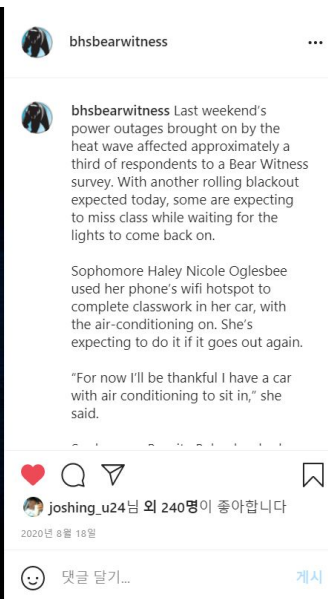 bhsbearwitness
bhsbearwitness Last weekend's
power outages brought on by the
heat wave affected approximately a
third of respondents to a Bear Witness
survey. With another rolling blackout
expected today, some are expecting
to miss class while waiting for the
lights to come back on.
Sophomore Haley Nicole Oglesbee
used her phone's wifi hotspot to
complete classwork in her car, with
the air-conditioning on. She's
expecting to do it if it goes out again.
"For now I'll be thankful I have a car
with air conditioning to sit in," she
said.
joshing_u24님 외 240명이 좋아합니다
2020년 8월 18일
댓글 달기...
게시